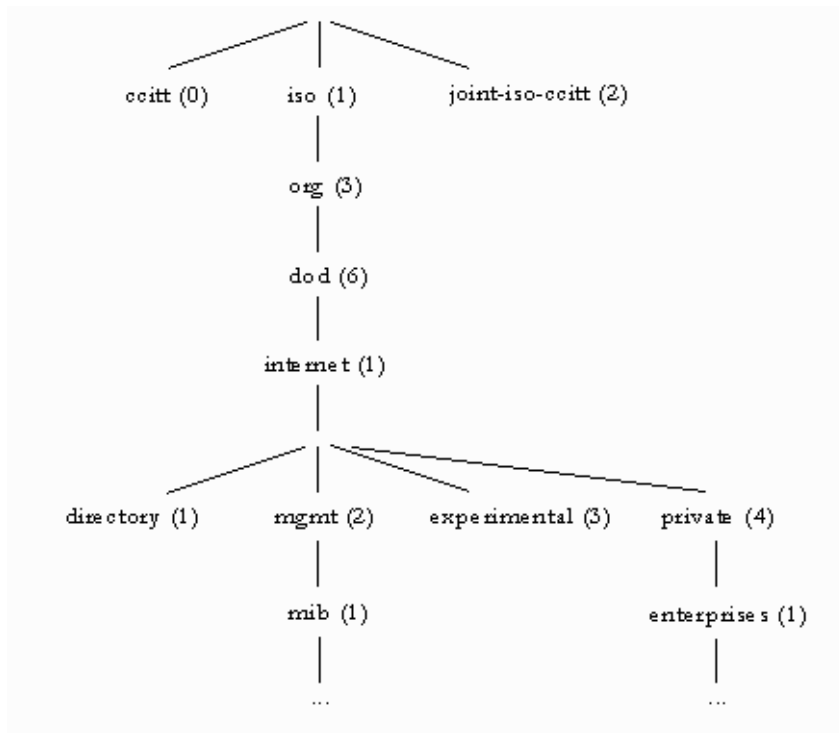 ccitt (0) iso (1) joint-iso-ccitt (2)
org (3)
dod (6)
internet (1)
directory (1) mgmt (2) experimental (3) private (4)
mib (1) enterprises (1)
... ...